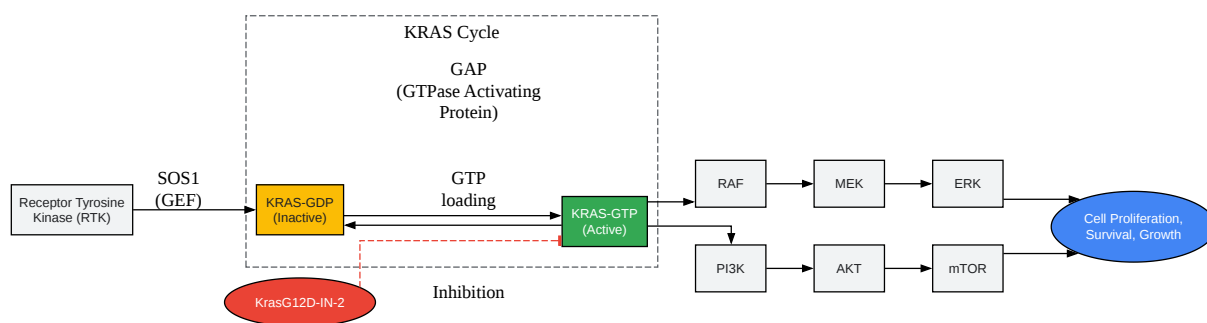 KRAS Cycle
GAP
(GTPase Activating
Protein)
SOS1
(GEF)
GTP
loading
Receptor Tyrosine
Kinase (RTK)
KRAS-GDP
(Inactive)
KRAS-GTP
(Active)
RAF
MEK
ERK
Cell Proliferation,
Survival, Growth
PI3K
AKT
mTOR
KrasG12D-IN-2
Inhibition